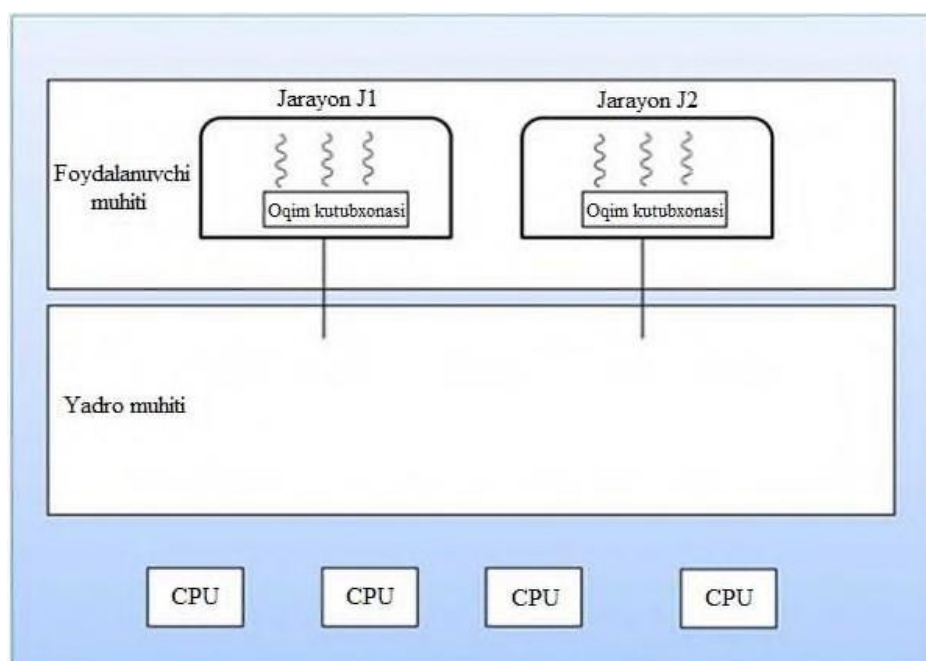 Jarayon J1
Jarayon J2
Foydalanuvchi
muhiti
Oqim kutubxonasi
Oqim kutubxonasi
Yadro muhiti
CPU
CPU
CPU
CPU